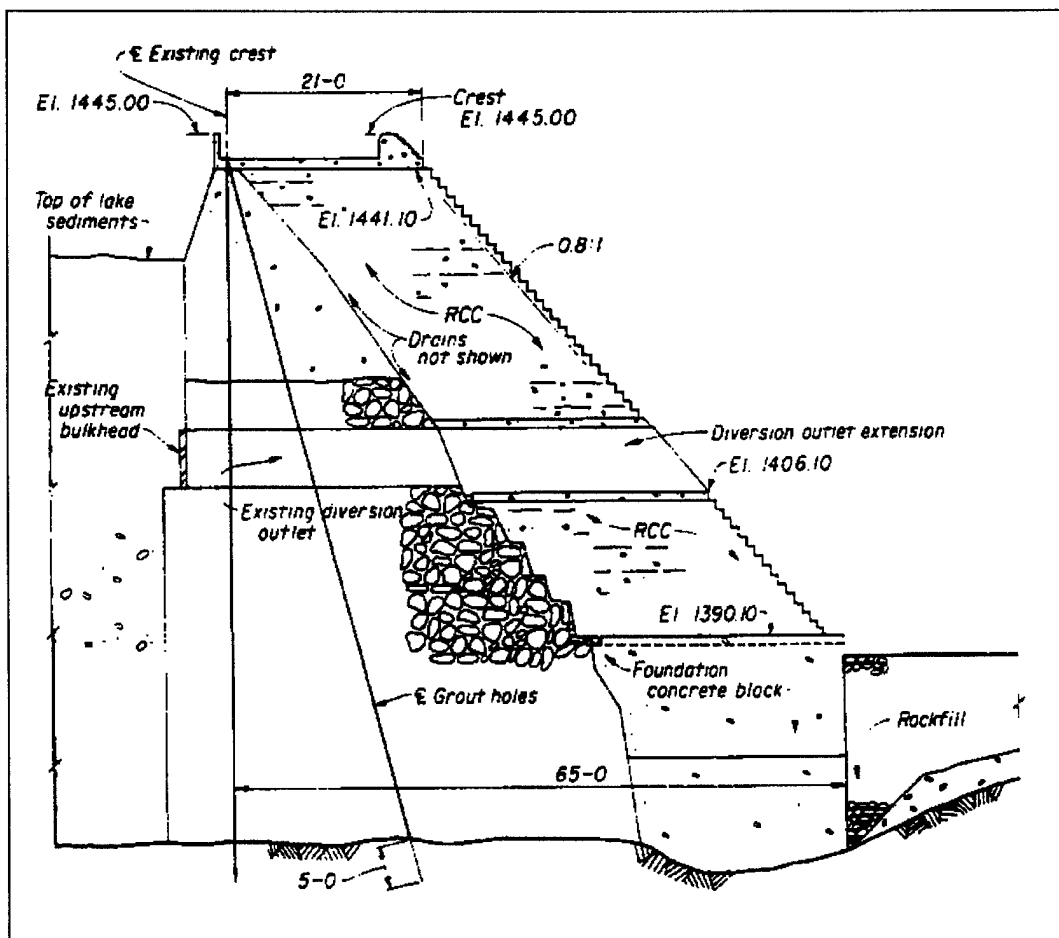 ℄ Existing crest
21-0
El. 1445.00
Crest
El. 1445.00
Top of lake
sediments
El. 1441.10
0.8:1
RCC
Drains
not shown
Existing
upstream
bulkhead
Diversion outlet extension
El. 1406.10
Existing diversion
outlet
RCC
El 1390.10
Foundation
concrete block
℄ Grout holes
Rockfill
65-0
5-0